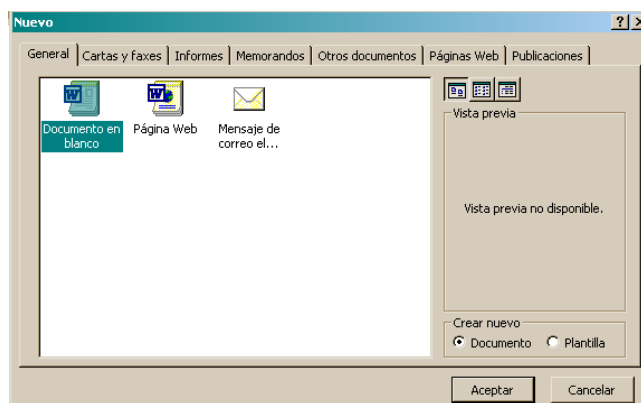 Nuevo
General Cartas y faxes Informes Memorandos Otros documentos Páginas Web Publicaciones
Documento en
blanco
Página Web
Mensaje de
correo el...
Vista previa
Vista previa no disponible.
Crear nuevo
Documento Plantilla
Aceptar Cancelar